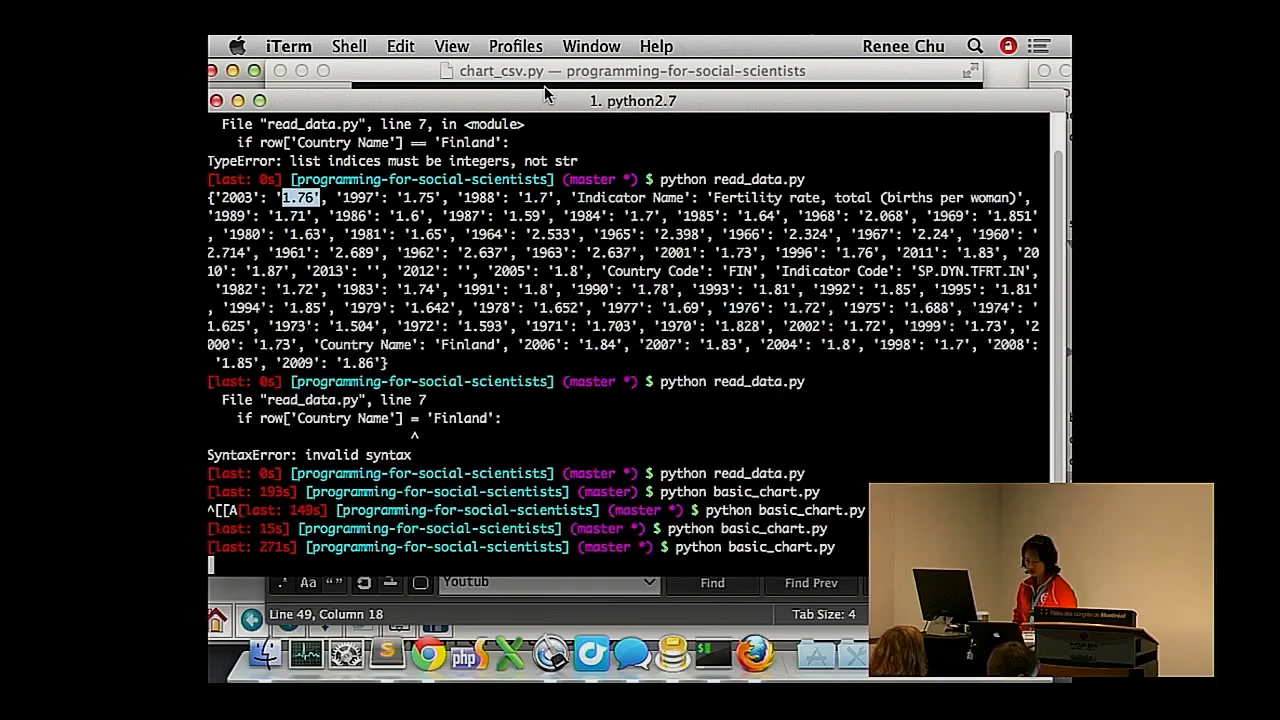 iTerm Shell Edit View Profiles Window Help Renee Chu
chart_csv.py — programming-for-social-scientists
1. python2.7
File "read_data.py", line 7, in <module>
if row['Country Name'] == 'Finland':
TypeError: list indices must be integers, not str
[last: 0s] [programming-for-social-scientists] (master *) $ python read_data.py
{'2003': '1.76', '1997': '1.75', '1988': '1.7', 'Indicator Name': 'Fertility rate, total (births per woman)',
'1989': '1.71', '1986': '1.6', '1987': '1.59', '1984': '1.7', '1985': '1.64', '1968': '2.068', '1969': '1.851'
, '1980': '1.63', '1981': '1.65', '1964': '2.533', '1965': '2.398', '1966': '2.324', '1967': '2.24', '1960': '
2.714', '1961': '2.689', '1962': '2.637', '1963': '2.637', '2001': '1.73', '1996': '1.76', '2011': '1.83', '20
10': '1.87', '2013': '', '2012': '', '2005': '1.8', 'Country Code': 'FIN', 'Indicator Code': 'SP.DYN.TFRT.IN',
'1982': '1.72', '1983': '1.74', '1991': '1.8', '1990': '1.78', '1993': '1.81', '1992': '1.85', '1995': '1.81'
, '1994': '1.85', '1979': '1.642', '1978': '1.652', '1977': '1.69', '1976': '1.72', '1975': '1.688', '1974': '
1.625', '1973': '1.504', '1972': '1.593', '1971': '1.703', '1970': '1.828', '2002': '1.72', '1999': '1.73', '2
000': '1.73', 'Country Name': 'Finland', '2006': '1.84', '2007': '1.83', '2004': '1.8', '1998': '1.7', '2008':
'1.85', '2009': '1.86'}
[last: 0s] [programming-for-social-scientists] (master *) $ python read_data.py
File "read_data.py", line 7
if row['Country Name'] = 'Finland':
^
SyntaxError: invalid syntax
[last: 0s] [programming-for-social-scientists] (master *) $ python read_data.py
[last: 193s] [programming-for-social-scientists] (master) $ python basic_chart.py
^[[A[last: 149s] [programming-for-social-scientists] (master *) $ python basic_chart.py
[last: 15s] [programming-for-social-scientists] (master *) $ python basic_chart.py
[last: 271s] [programming-for-social-scientists] (master *) $ python basic_chart.py
.* Aa “” Youtub Find Find Prev
Line 49, Column 18 Tab Size: 4
php
Palais des congrès de Montréal